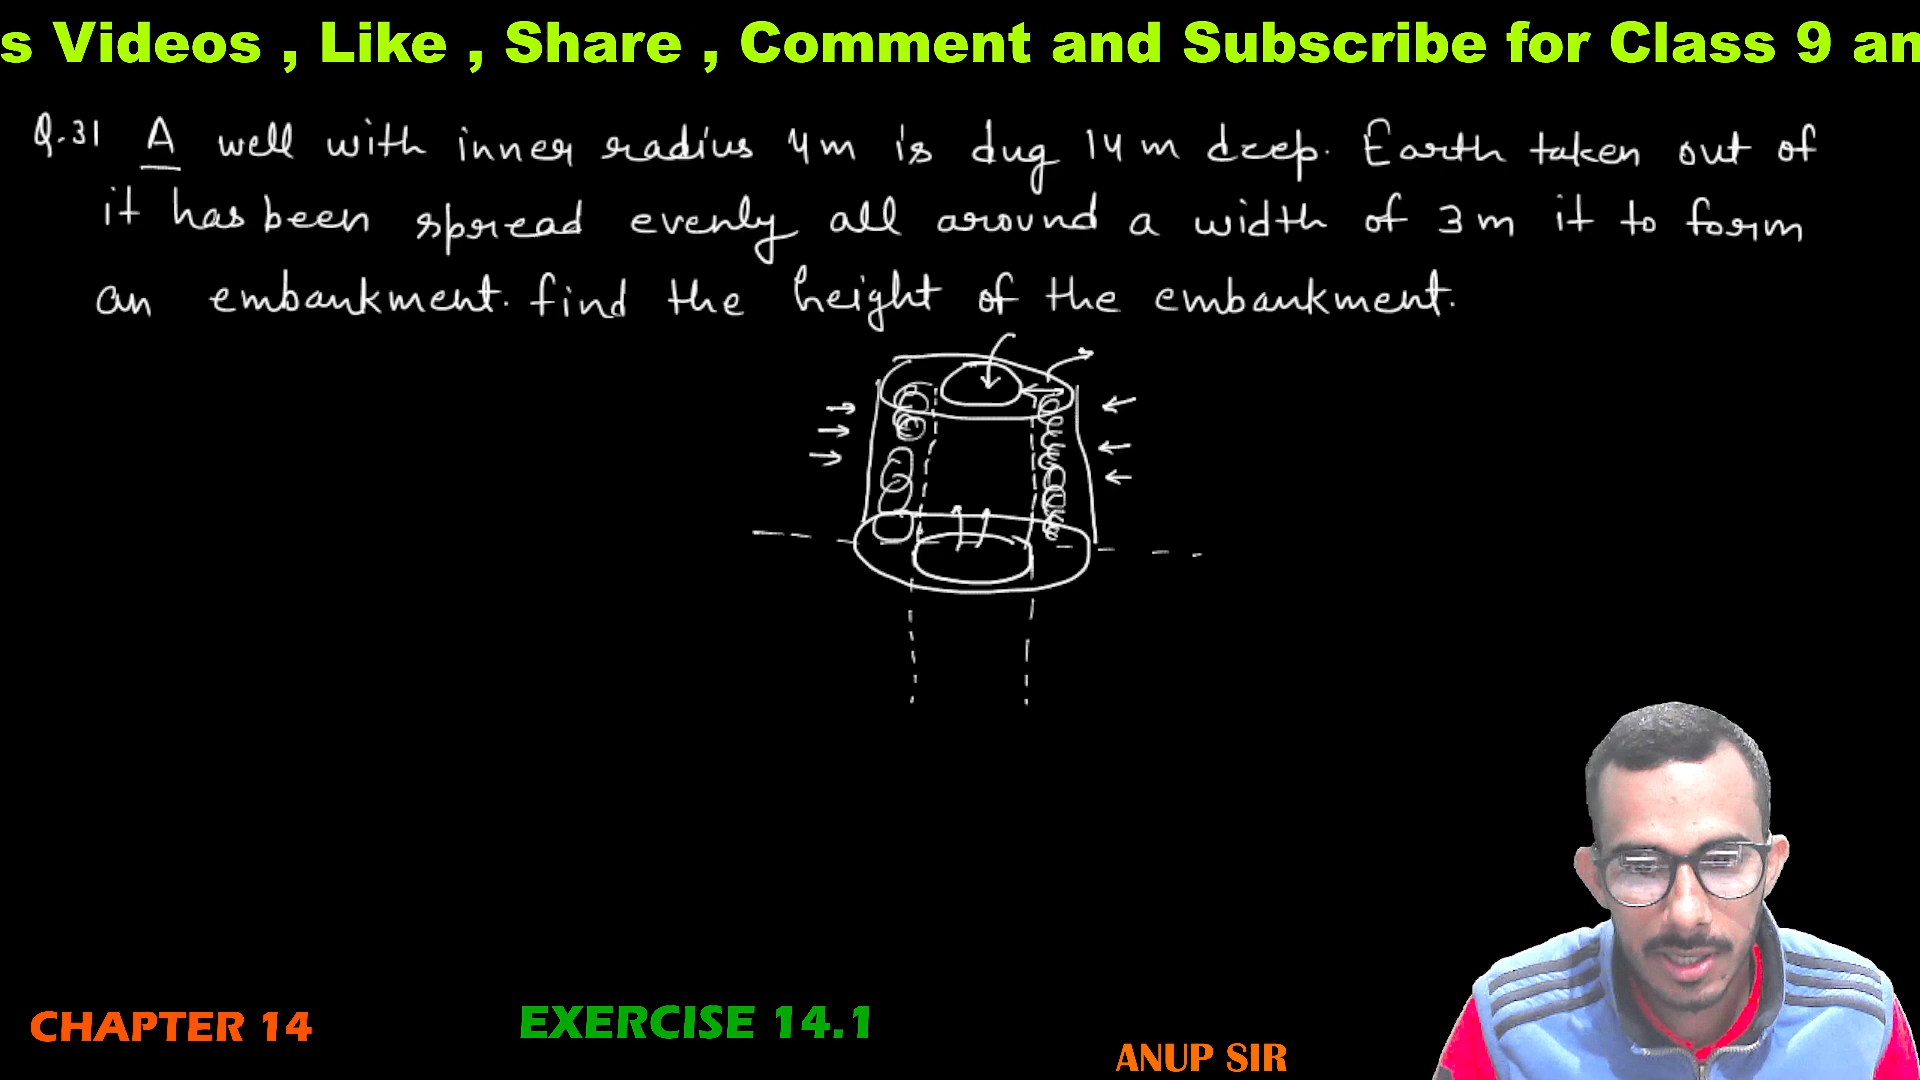 s Videos , Like , Share , Comment and Subscribe for Class 9 an
Q.31 A well with inner radius 4m is dug 14 m deep. Earth taken out of
it has been spread evenly all around a width of 3 m it to form
an embankment. find the height of the embankment.
CHAPTER 14
EXERCISE 14.1
ANUP SIR